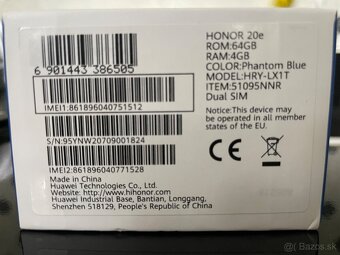 HONOR 20e
ROM:64GB
RAM:4GB
COLOR:Phantom Blue
MODEL:HRY-LX1T
ITEM:51095NNR
Dual SIM
Notice:This device may
be operated in all member
states of the EU.
6 901443 386505
IMEI1:861896040751512
S/N:95YNW20709001824
IMEI2:861896040771528
CE
Made in China
Huawei Technologies Co., Ltd.
http://www.hihonor.com
Huawei Industrial Base, Bantian, Longgang,
Shenzhen 518129, People's Republic of China
bazos.sk